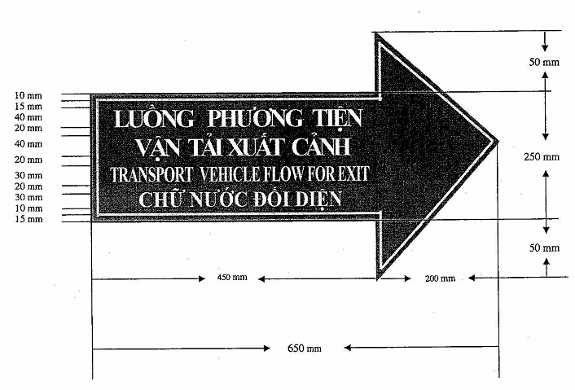 10 mm
15 mm
40 mm
20 mm
40 mm
20 mm
30 mm
20 mm
30 mm
10 mm
15 mm
LUỒNG PHƯƠNG TIỆN
VẬN TẢI XUẤT CẢNH
TRANSPORT VEHICLE FLOW FOR EXIT
CHỮ NƯỚC ĐỐI DIỆN
50 mm
250 mm
50 mm
450 mm
200 mm
650 mm